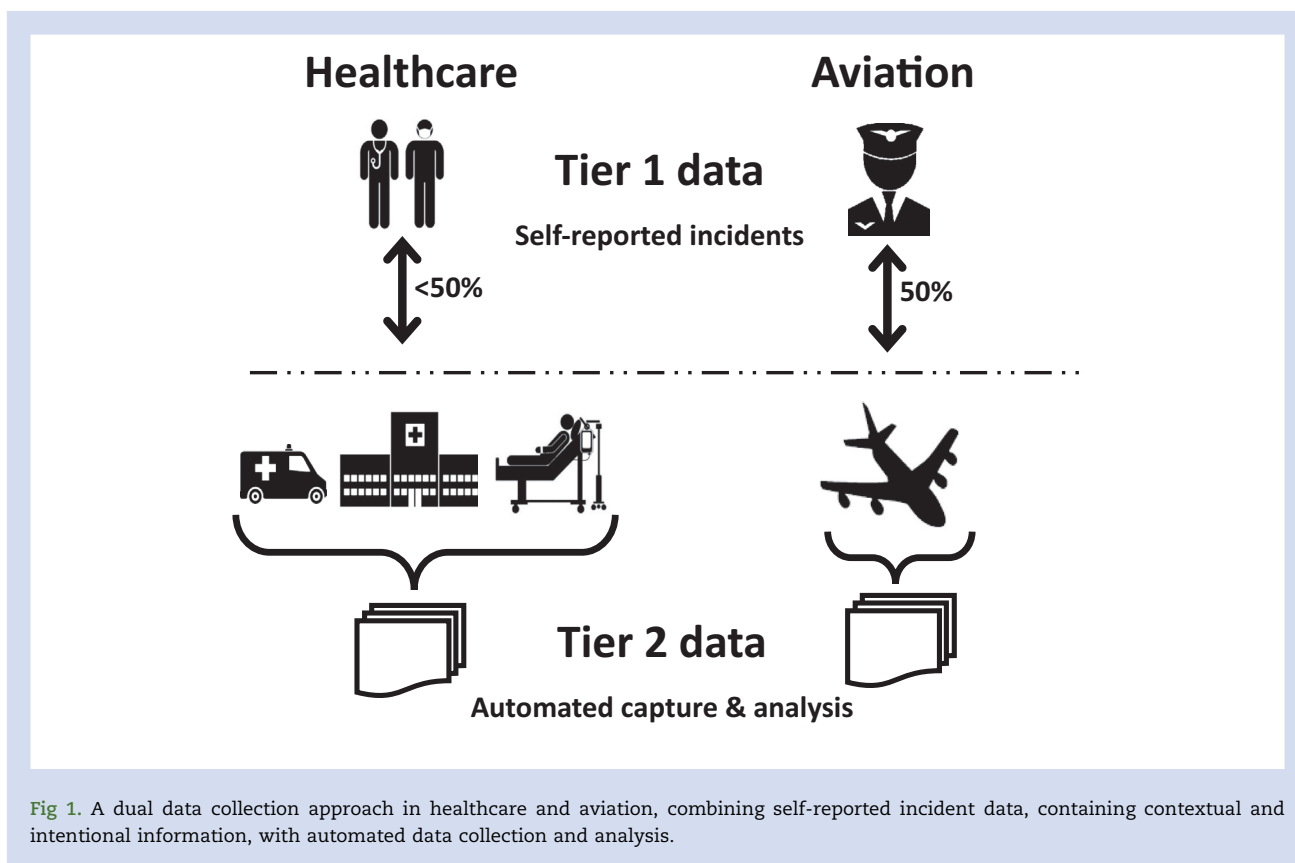 Healthcare Aviation
Tier 1 data
Self-reported incidents
<50% 50%
Tier 2 data
Automated capture & analysis
Fig 1. A dual data collection approach in healthcare and aviation, combining self-reported incident data, containing contextual and
intentional information, with automated data collection and analysis.